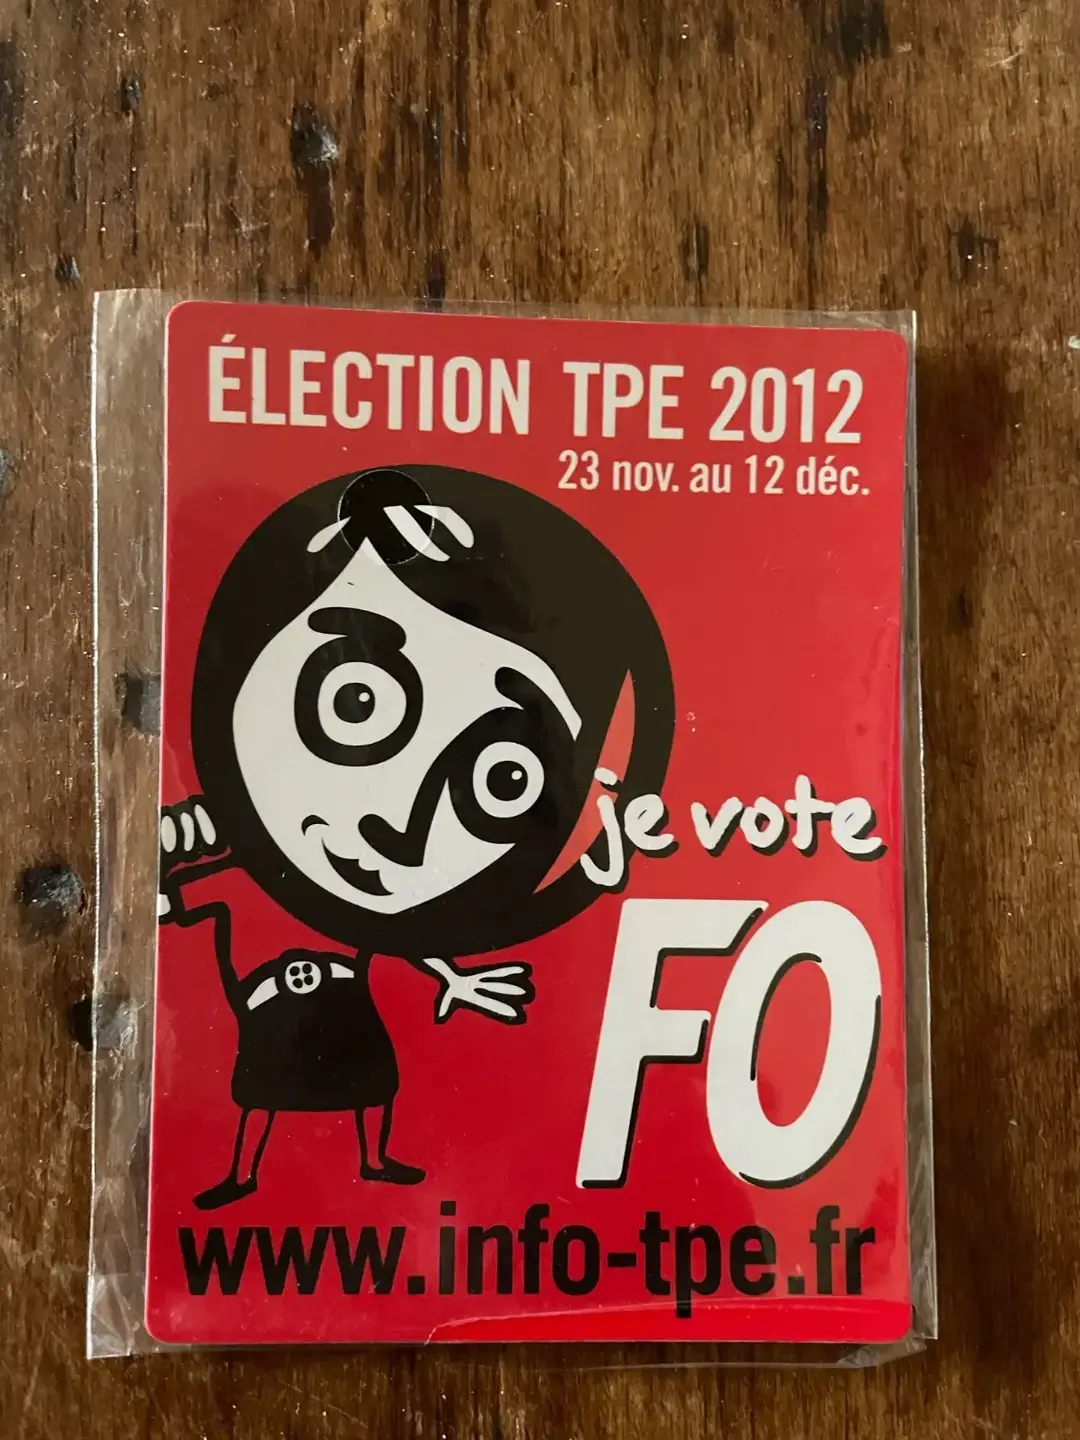 ÉLECTION TPE 2012
23 nov. au 12 déc.
je vote
FO
www.info-tpe.fr